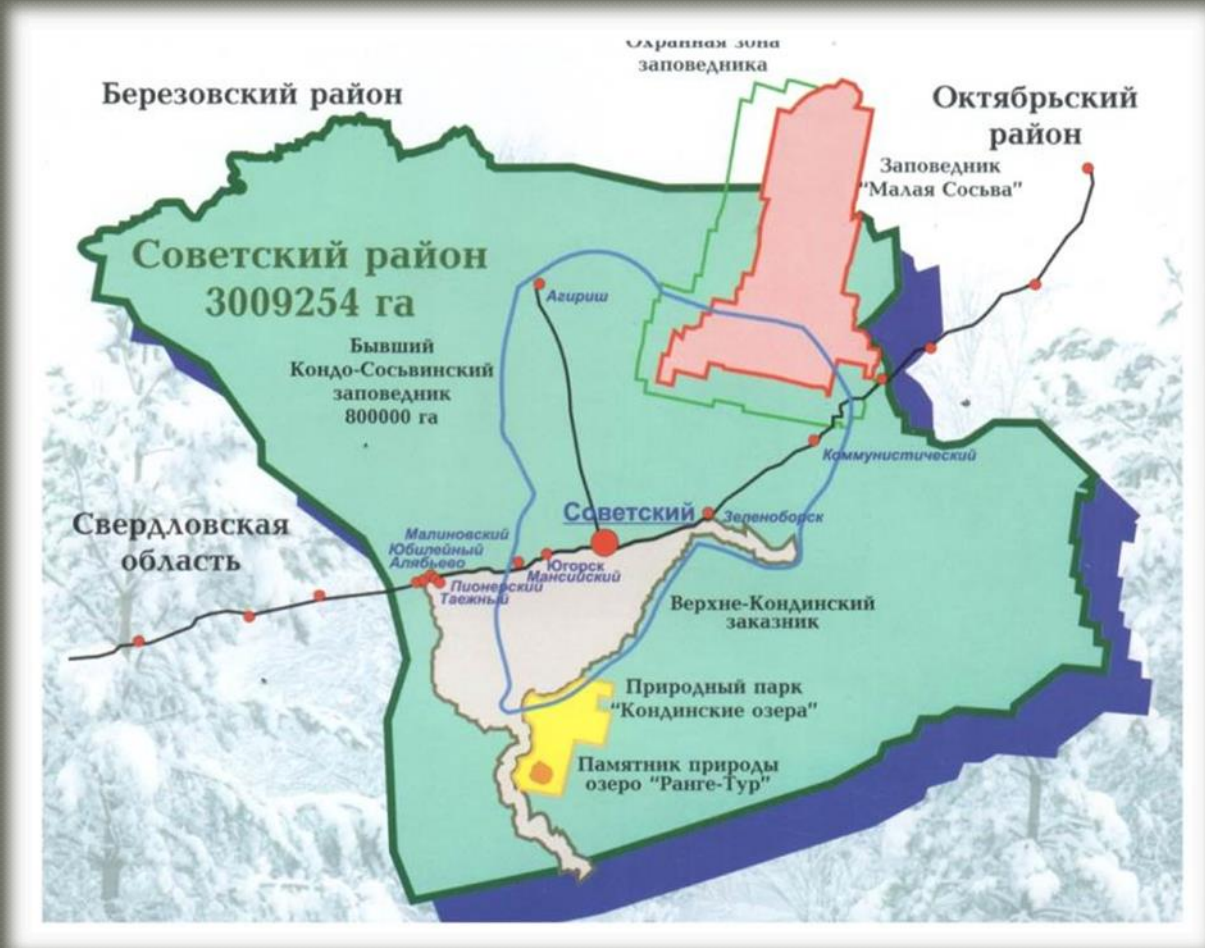 Охранная зона
заповедника
Березовский район
Октябрьский
район
Заповедник
"Малая Сосьва"
Советский район
3009254 га
Агириш
Бывший
Кондо-Сосьвинский
заповедник
800000 га
Коммунистический
Советский
Зеленоборск
Свердловская
область
Малиновский
Юбилейный
Алябьево
Югорск
Мансийский
Пионерский
Таежный
Верхне-Кондинский
заказник
Природный парк
"Кондинские озера"
Памятник природы
озеро "Ранге-Тур"